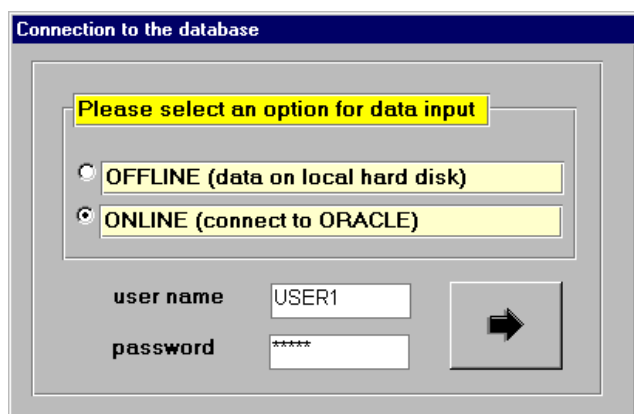 Connection to the database
Please select an option for data input
OFFLINE (data on local hard disk)
ONLINE (connect to ORACLE)
user name USER1
password *****